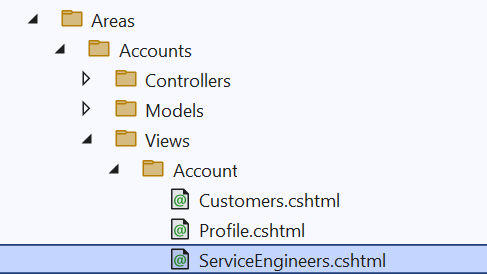 Areas
Accounts
Controllers
Models
Views
Account
Customers.cshtml
Profile.cshtml
ServiceEngineers.cshtml